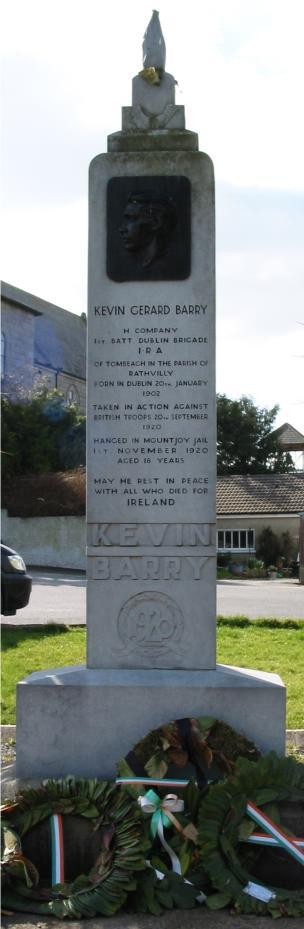 KEVIN GERARD BARRY
H COMPANY
1ST. BATT. DUBLIN BRIGADE
I·R·A
OF TOMBEAGH IN THE PARISH OF
RATHVILLY
BORN IN DUBLIN 20TH. JANUARY
1902
TAKEN IN ACTION AGAINST
BRITISH TROOPS 20TH. SEPTEMBER
1920
HANGED IN MOUNTJOY JAIL
1ST. NOVEMBER 1920
AGED 18 YEARS
MAY HE REST IN PEACE
WITH ALL WHO DIED FOR
IRELAND
KEVIN
BARRY
1920